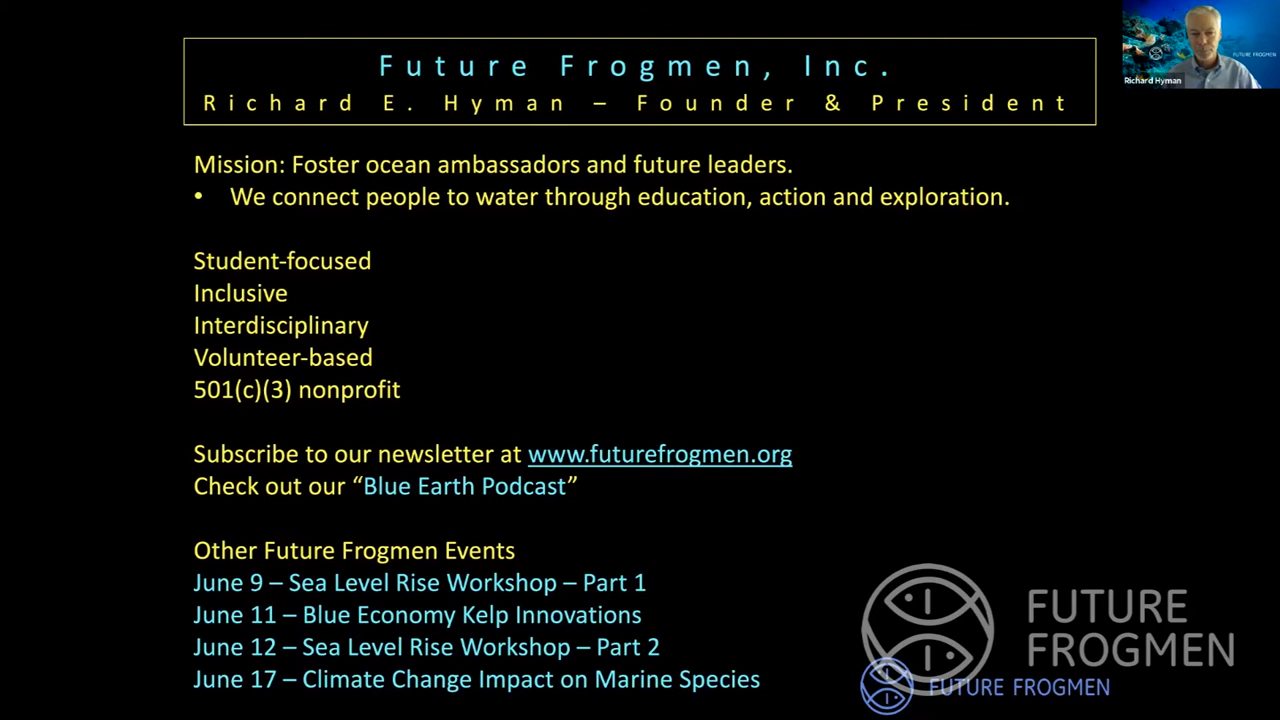 Future Frogmen, Inc.
Richard E. Hyman – Founder & President
Richard Hyman
FUTURE FROGMEN
Mission: Foster ocean ambassadors and future leaders.
• We connect people to water through education, action and exploration.
Student-focused
Inclusive
Interdisciplinary
Volunteer-based
501(c)(3) nonprofit
Subscribe to our newsletter at www.futurefrogmen.org
Check out our “Blue Earth Podcast”
Other Future Frogmen Events
June 9 – Sea Level Rise Workshop – Part 1
June 11 – Blue Economy Kelp Innovations
June 12 – Sea Level Rise Workshop – Part 2
June 17 – Climate Change Impact on Marine Species
FUTURE
FROGMEN
FUTURE FROGMEN